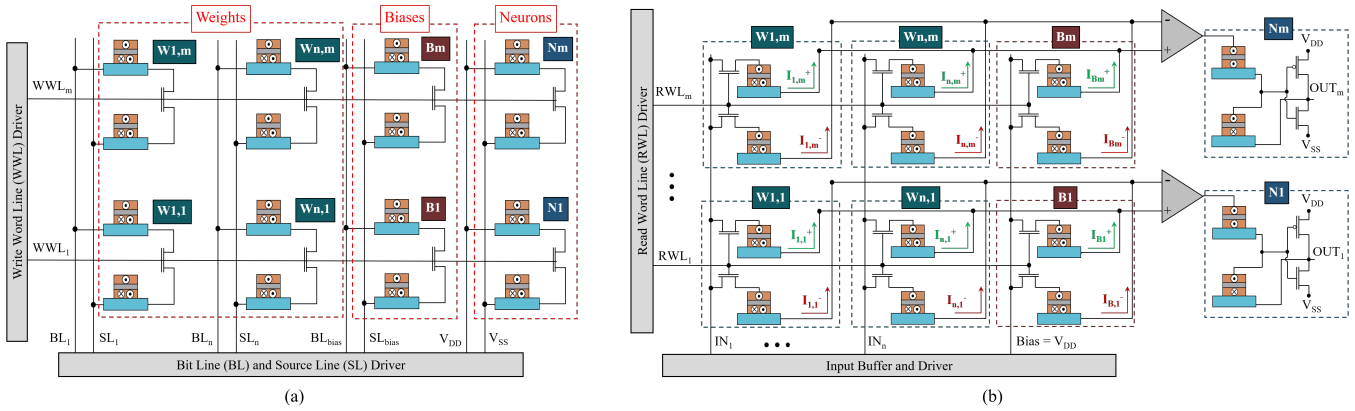 Weights
Biases
Neurons
W1,m
Wn,m
Bm
Nm
WWLm
Write Word Line (WWL) Driver
W1,1
Wn,1
B1
N1
WWL1
BL1
SL1
BLn
SLn
BLbias
SLbias
VDD
VSS
Bit Line (BL) and Source Line (SL) Driver
(a)
W1,m
Wn,m
Bm
Nm
-
+
VDD
I1,m+
In,m+
IBm+
RWLm
OUTm
I1,m-
In,m-
IBm-
VSS
Read Word Line (RWL) Driver
W1,1
Wn,1
B1
N1
-
+
VDD
I1,1+
In,1+
IB1+
RWL1
OUT1
I1,1-
In,1-
IB,1-
VSS
IN1
INn
Bias = VDD
Input Buffer and Driver
(b)